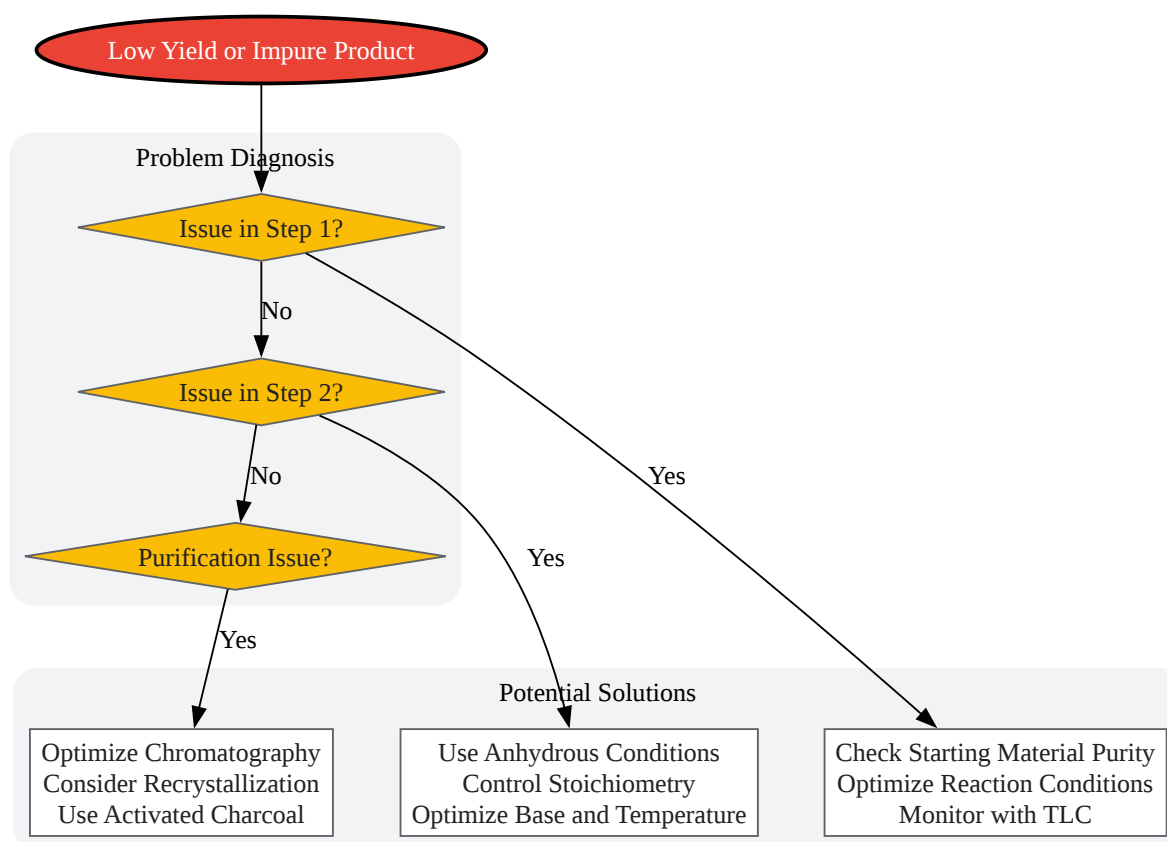 Low Yield or Impure Product
Problem Diagnosis
Issue in Step 1?
No
Issue in Step 2?
No
Yes
Purification Issue?
Yes
Yes
Potential Solutions
Optimize Chromatography
Consider Recrystallization
Use Activated Charcoal
Use Anhydrous Conditions
Control Stoichiometry
Optimize Base and Temperature
Check Starting Material Purity
Optimize Reaction Conditions
Monitor with TLC